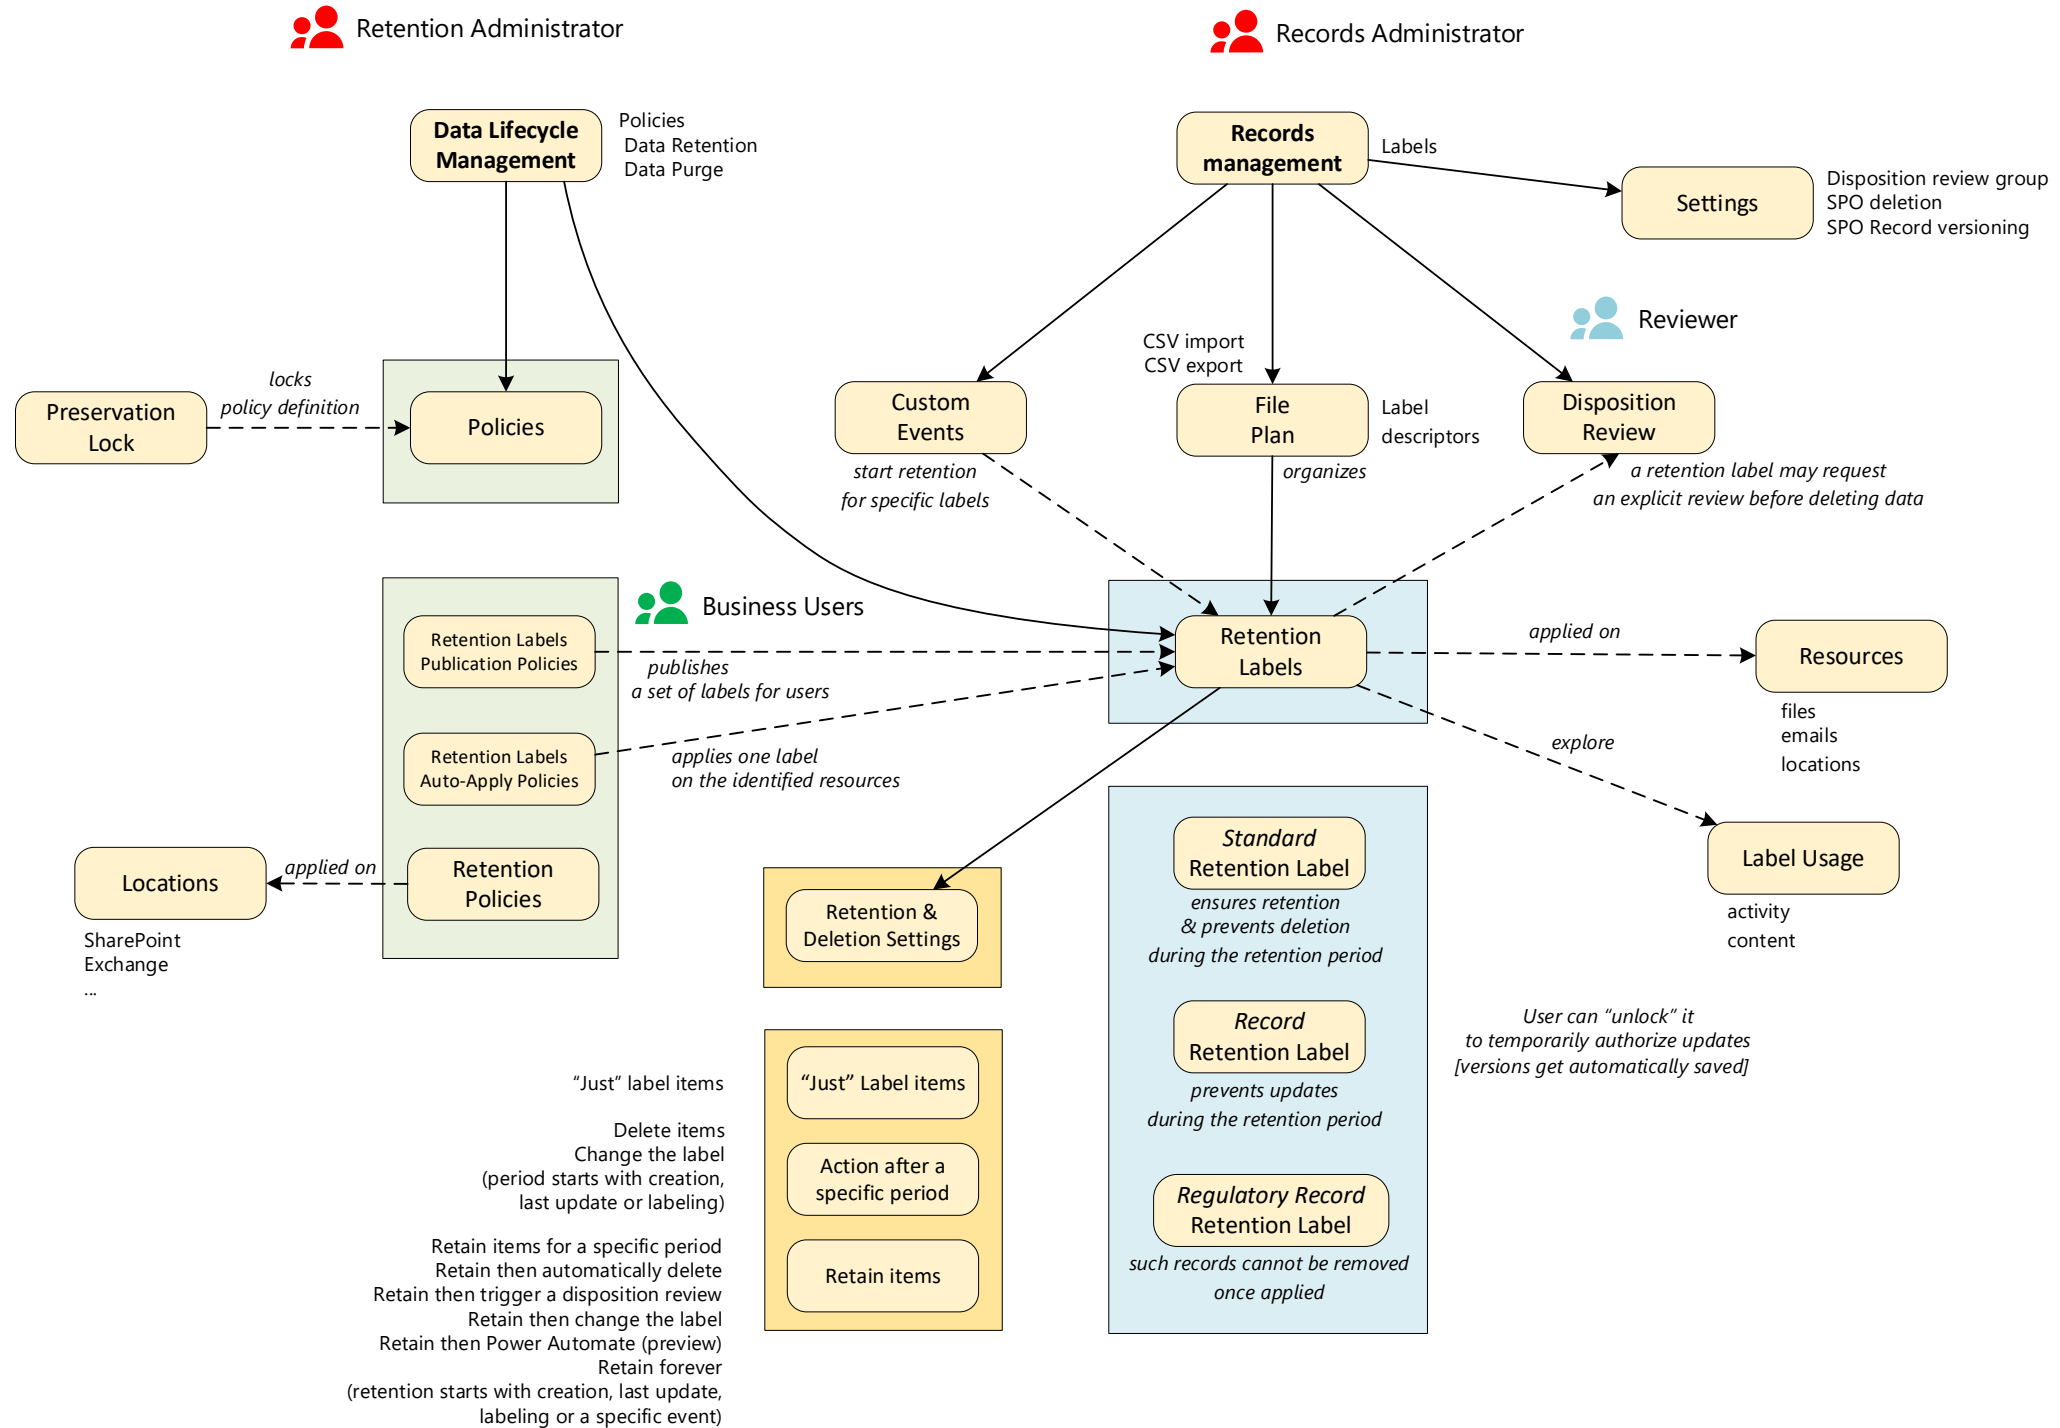 Retention Administrator
Records Administrator
Data Lifecycle
Management
Policies
Data Retention
Data Purge
Records
management
Labels
Settings
Disposition review group
SPO deletion
SPO Record versioning
Reviewer
CSV import
CSV export
locks
policy definition
Preservation
Lock
Policies
Custom
Events
File
Plan
Label
descriptors
Disposition
Review
start retention
for specific labels
organizes
a retention label may request
an explicit review before deleting data
Business Users
Retention Labels
Publication Policies
publishes
a set of labels for users
Retention
Labels
applied on
Resources
files
emails
locations
Retention Labels
Auto-Apply Policies
applies one label
on the identified resources
explore
Label Usage
activity
content
Locations
applied on
Retention
Policies
SharePoint
Exchange
...
Retention &
Deletion Settings
Standard
Retention Label
ensures retention
& prevents deletion
during the retention period
Record
Retention Label
prevents updates
during the retention period
User can “unlock” it
to temporarily authorize updates
[versions get automatically saved]
Regulatory Record
Retention Label
such records cannot be removed
once applied
“Just” label items
“Just” Label items
Delete items
Change the label
(period starts with creation,
last update or labeling)
Action after a
specific period
Retain items for a specific period
Retain then automatically delete
Retain then trigger a disposition review
Retain then change the label
Retain then Power Automate (preview)
Retain forever
(retention starts with creation, last update,
labeling or a specific event)
Retain items